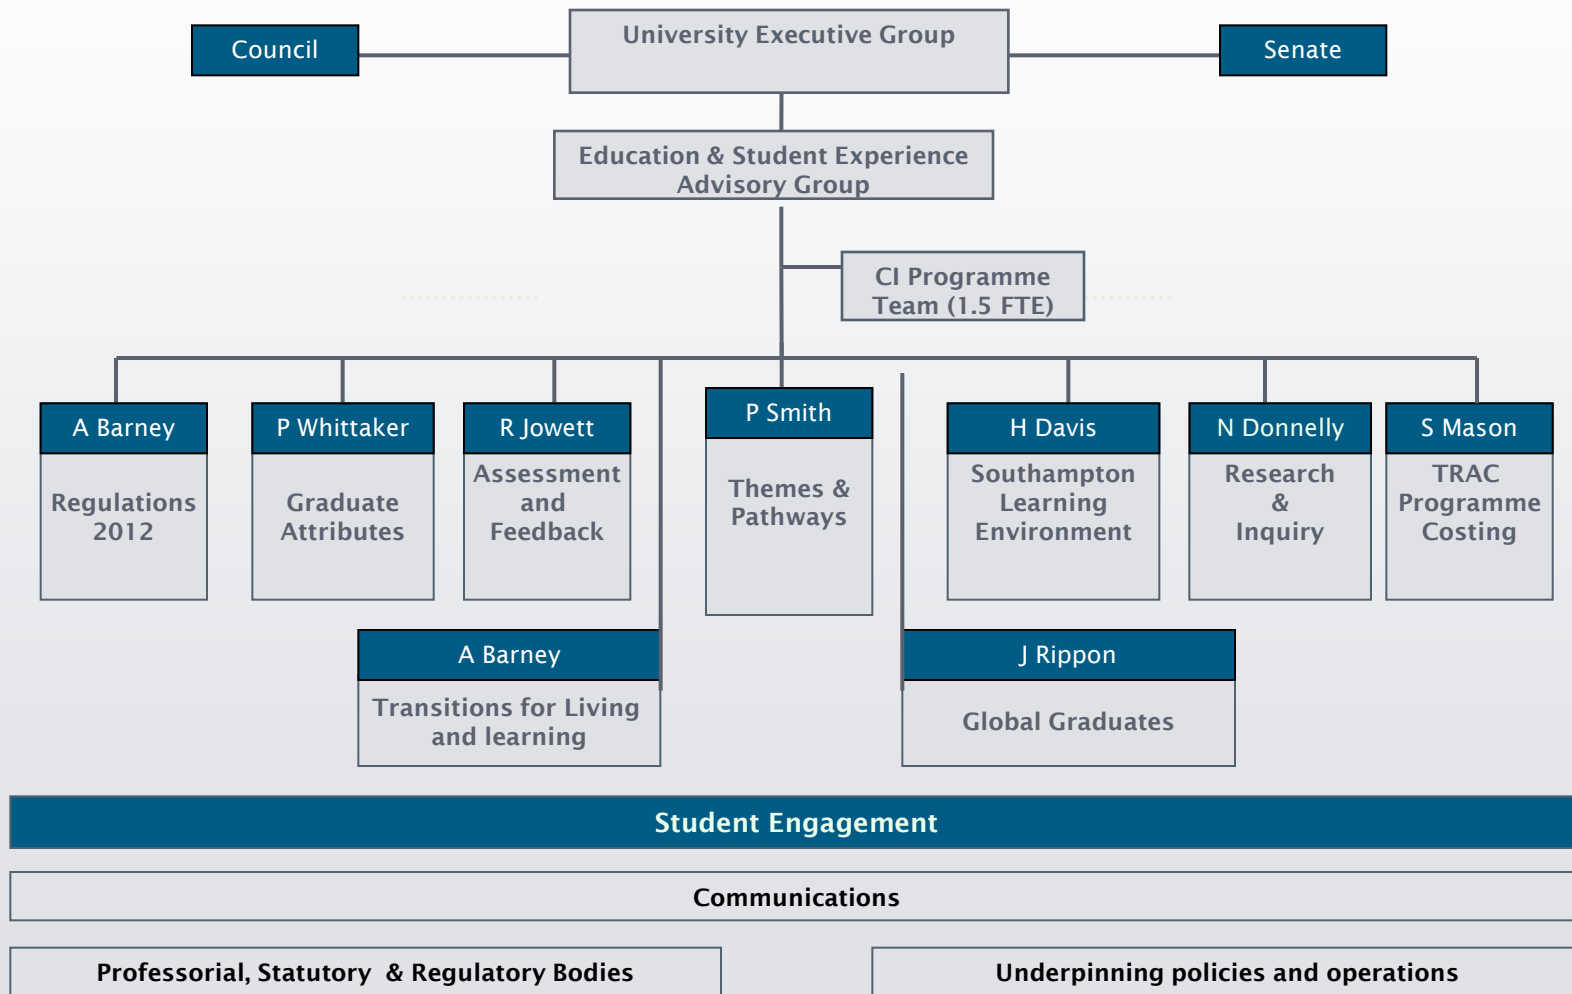 Council
University Executive Group
Senate
Education & Student Experience
Advisory Group
CI Programme
Team (1.5 FTE)
A Barney
Regulations
2012
P Whittaker
Graduate
Attributes
R Jowett
Assessment
and
Feedback
P Smith
Themes &
Pathways
H Davis
Southampton
Learning
Environment
N Donnelly
Research
&
Inquiry
S Mason
TRAC
Programme
Costing
A Barney
Transitions for Living
and learning
J Rippon
Global Graduates
Student Engagement
Communications
Professorial, Statutory & Regulatory Bodies
Underpinning policies and operations